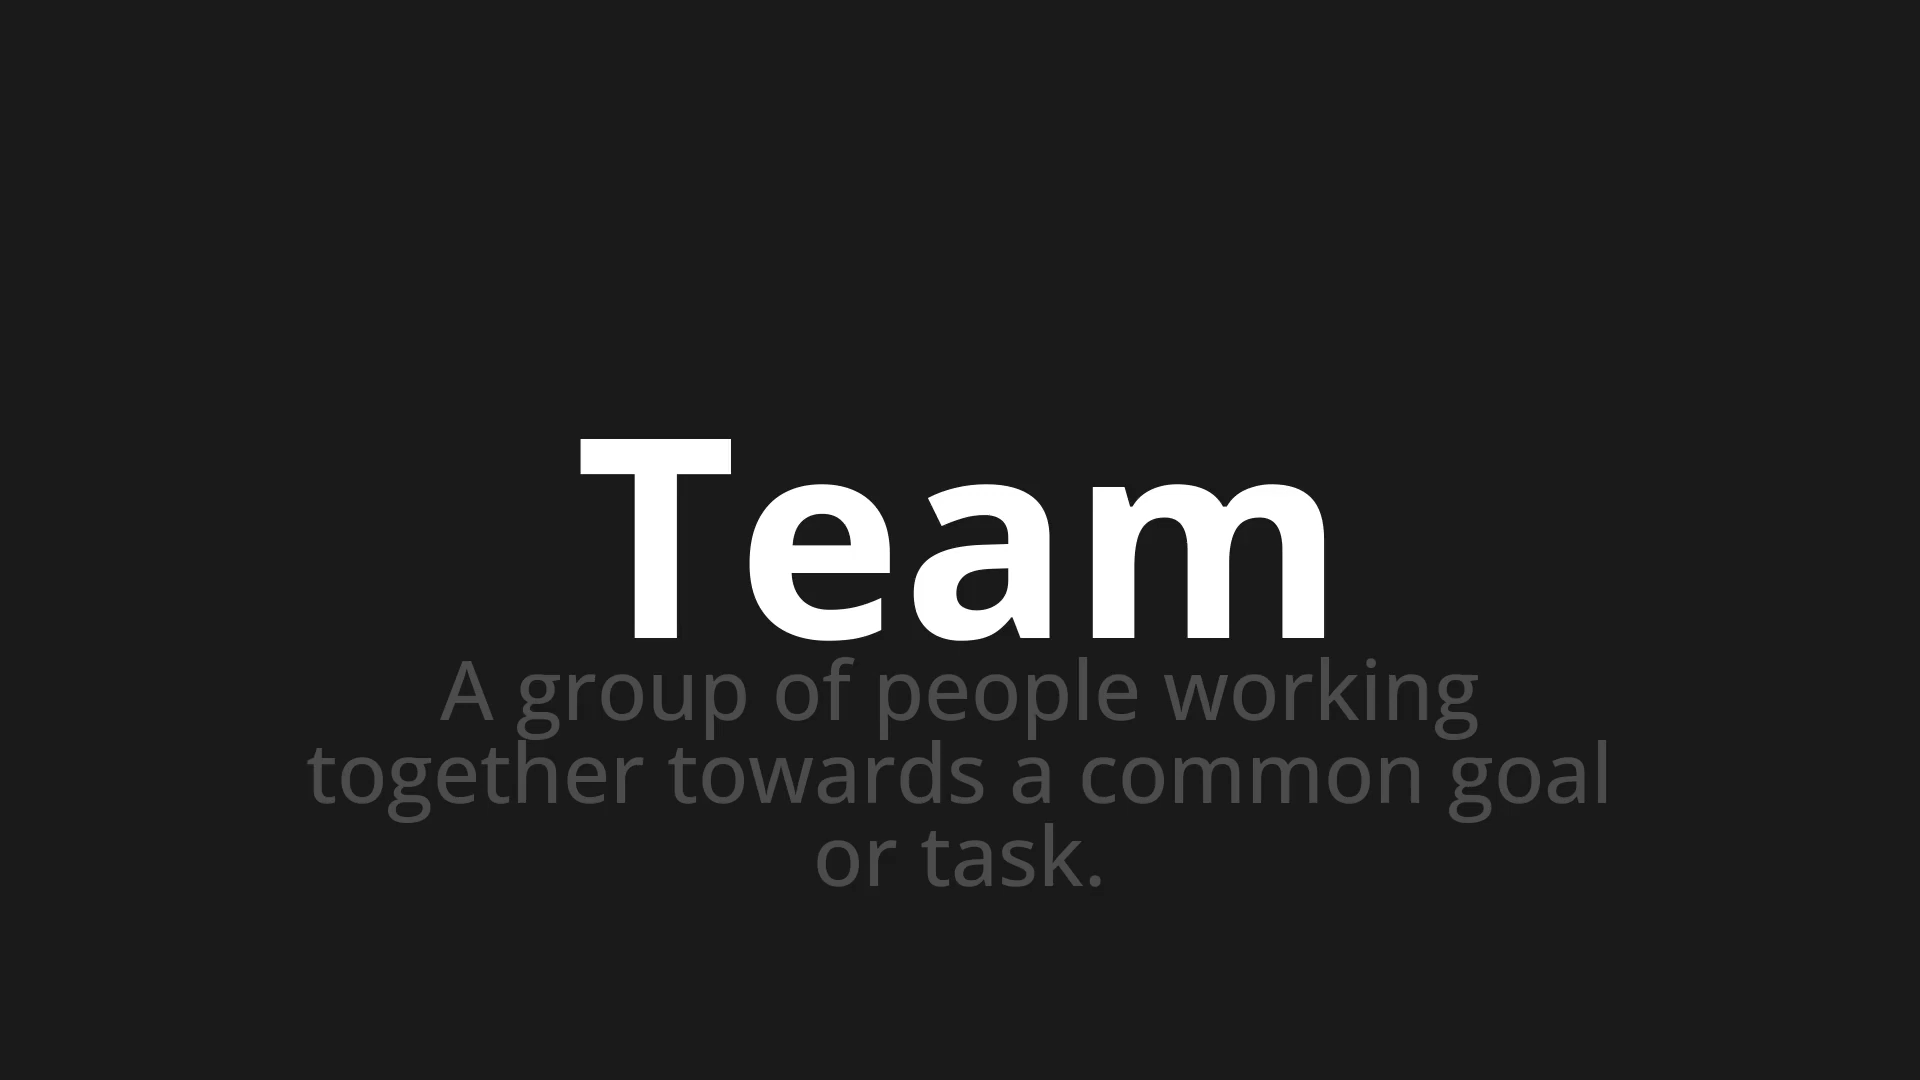 Team
A group of people working
together towards a common goal
or task.